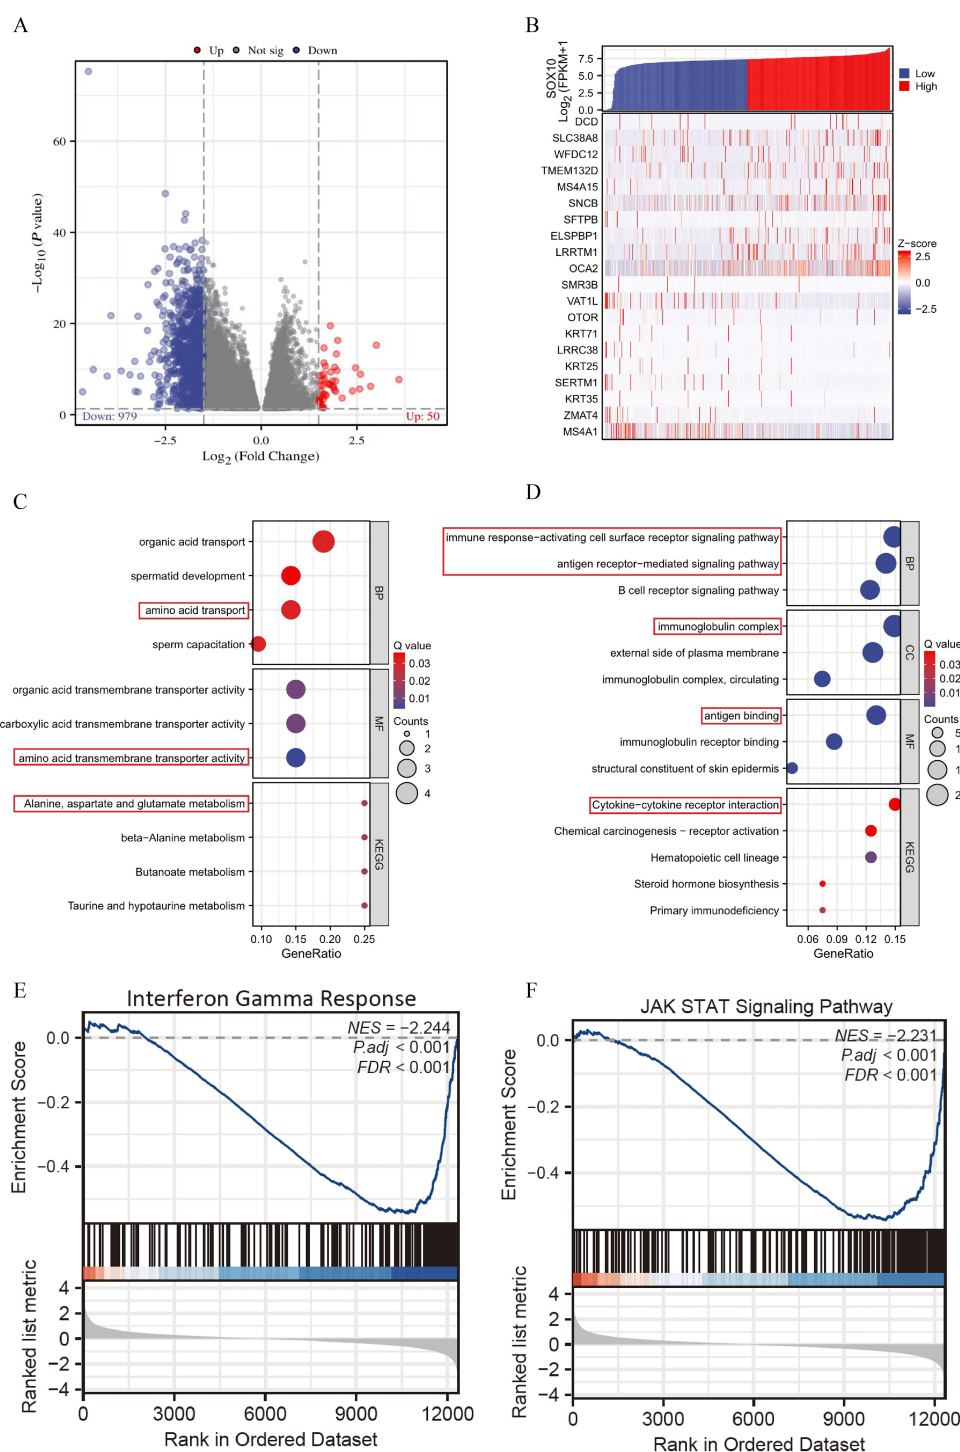 A
Up Not sig Down
−Log10 (P value)
60
40
20
0
Down: 979
Up: 50
−2.5 0.0 2.5
Log2 (Fold Change)
B
SOX10
Log2 (FPKM+1)
7.5
5.0
2.5
0.0
Low
High
DCD
SLC38A8
WFDC12
TMEM132D
MS4A15
SNCB
SFTPB
ELSPBP1
LRRTM1
OCA2
SMR3B
VAT1L
OTOR
KRT71
LRRC38
KRT25
SERTM1
KRT35
ZMAT4
MS4A1
Z−score
2.5
0.0
−2.5
C
organic acid transport
spermatid development
amino acid transport
sperm capacitation
BP
organic acid transmembrane transporter activity
carboxylic acid transmembrane transporter activity
amino acid transmembrane transporter activity
MF
Alanine, aspartate and glutamate metabolism
beta−Alanine metabolism
Butanoate metabolism
Taurine and hypotaurine metabolism
KEGG
0.10 0.15 0.20 0.25
GeneRatio
Q value
0.03
0.02
0.01
Counts
1
2
3
4
D
immune response−activating cell surface receptor signaling pathway
antigen receptor−mediated signaling pathway
B cell receptor signaling pathway
BP
immunoglobulin complex
external side of plasma membrane
immunoglobulin complex, circulating
CC
antigen binding
immunoglobulin receptor binding
structural constituent of skin epidermis
MF
Cytokine−cytokine receptor interaction
Chemical carcinogenesis − receptor activation
Hematopoietic cell lineage
Steroid hormone biosynthesis
Primary immunodeficiency
KEGG
0.06 0.09 0.12 0.15
GeneRatio
Q value
0.03
0.02
0.01
Counts
5
1
1
2
E
Interferon Gamma Response
NES = −2.244
P.adj < 0.001
FDR < 0.001
Enrichment Score
0.0
−0.2
−0.4
Ranked list metric
4
2
0
−2
−4
0 3000 6000 9000 12000
Rank in Ordered Dataset
F
JAK STAT Signaling Pathway
NES = −2.231
P.adj < 0.001
FDR < 0.001
Enrichment Score
0.0
−0.2
−0.4
Ranked list metric
4
2
0
−2
−4
0 3000 6000 9000 12000
Rank in Ordered Dataset